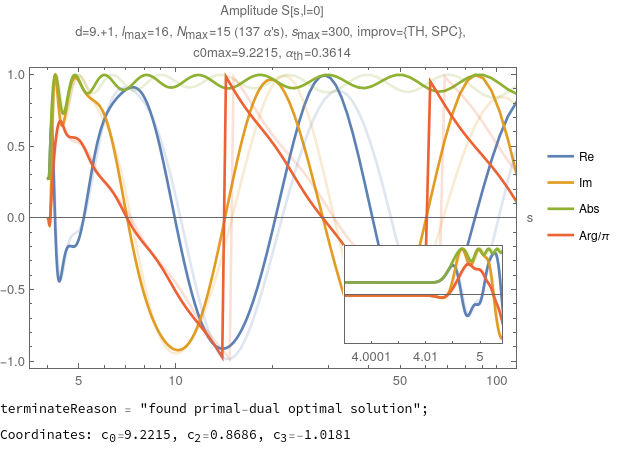 Amplitude S[s,l=0]
d=9.+1, lmax=16, Nmax=15 (137 α's), smax=300, improv={TH, SPC},
c0max=9.2215, αth=0.3614
1.0
0.5
0.0
-0.5
-1.0
5 10 50 100
s
Re
Im
Abs
Arg/π
4.0001 4.01 5
terminateReason = "found primal-dual optimal solution";
Coordinates: c0=9.2215, c2=0.8686, c3=-1.0181